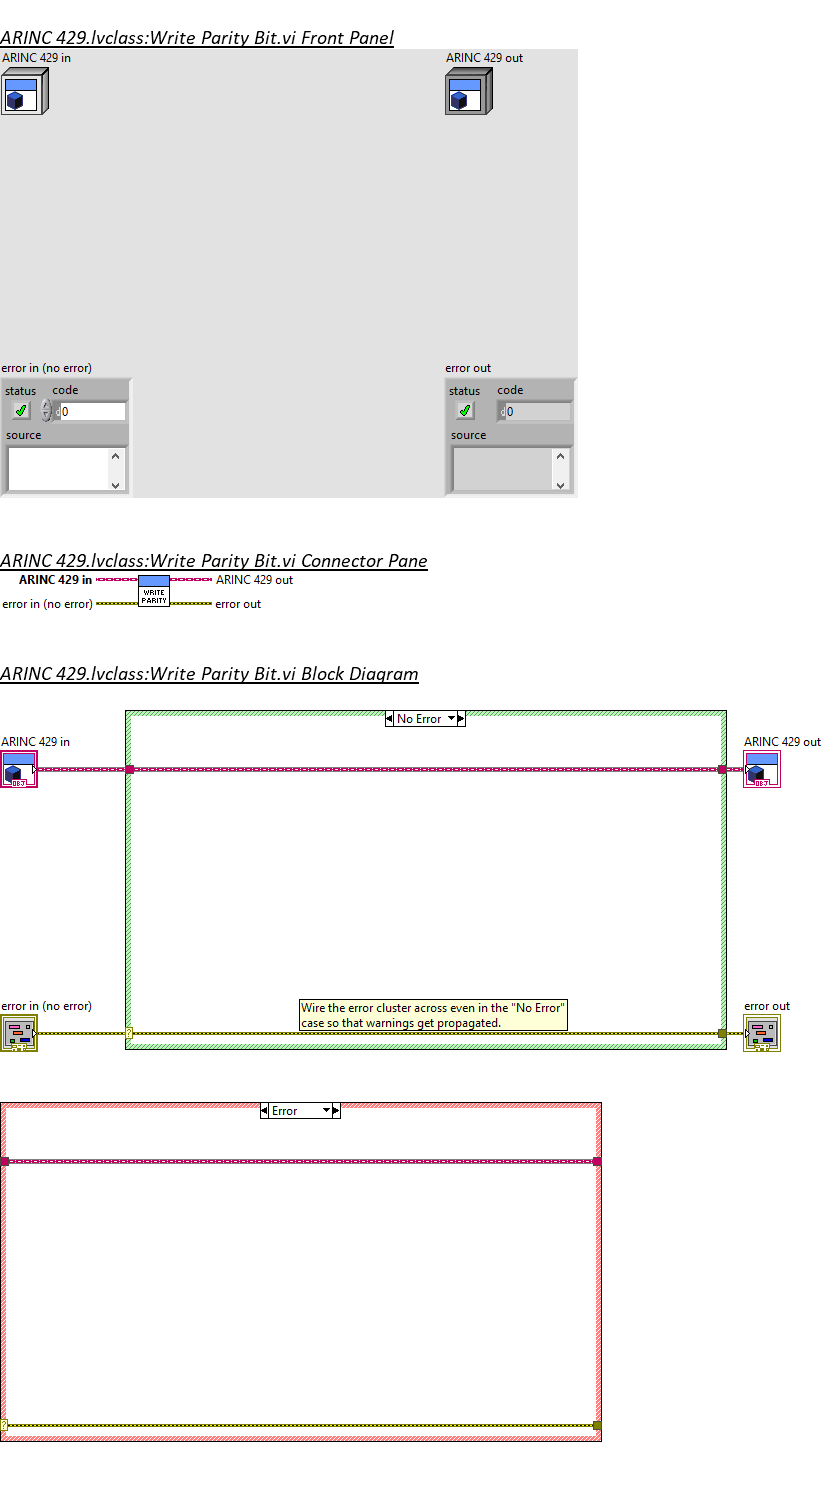 ARINC 429.lvclass:Write Parity Bit.vi Front Panel
ARINC 429 in
ARINC 429 out
error in (no error)
error out
status
code
status
code
d
0
d
0
source
source
ARINC 429.lvclass:Write Parity Bit.vi Connector Pane
ARINC 429 in
ARINC 429 out
WRITE
PARITY
error in (no error)
error out
ARINC 429.lvclass:Write Parity Bit.vi Block Diagram
No Error
ARINC 429 in
ARINC 429 out
OBJ
OBJ
error in (no error)
error out
Wire the error cluster across even in the "No Error"
case so that warnings get propagated.
?
Error
?